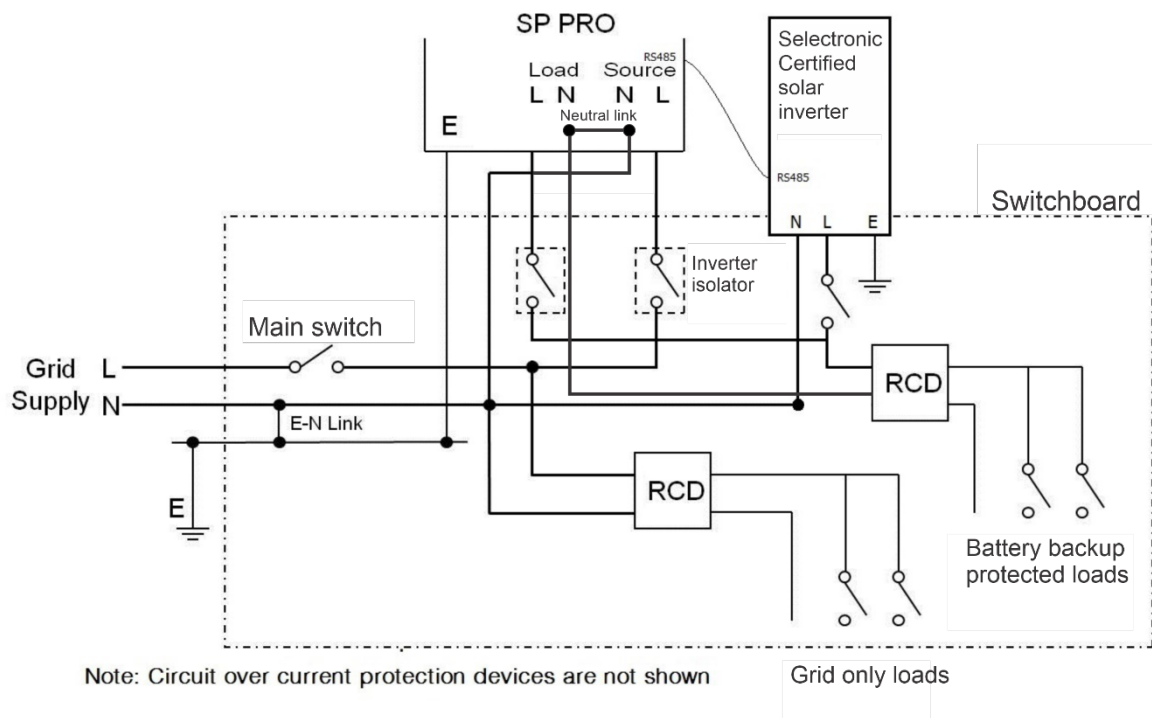 SP PRO
RS485
Load Source
L N N L
Neutral link
E
Selectronic
Certified
solar
inverter
RS485
N L E
Switchboard
Inverter
isolator
Main switch
Grid L
Supply N
E-N Link
RCD
RCD
E
Battery backup
protected loads
Note: Circuit over current protection devices are not shown
Grid only loads